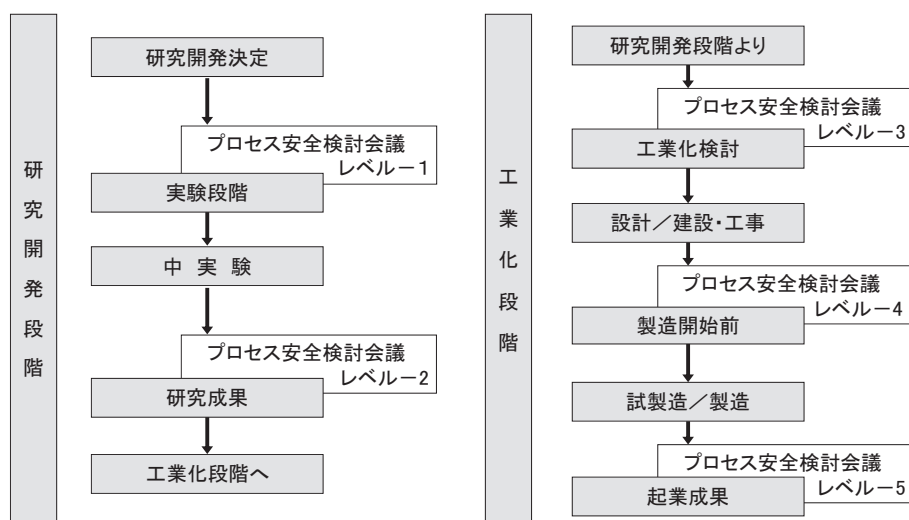 研究開発段階
研究開発決定
プロセス安全検討会議
レベル－1
実験段階
中 実 験
プロセス安全検討会議
レベル－2
研究成果
工業化段階へ
工業化段階
研究開発段階より
プロセス安全検討会議
レベル－3
工業化検討
設計／建設・工事
プロセス安全検討会議
レベル－4
製造開始前
試製造／製造
プロセス安全検討会議
レベル－5
起業成果